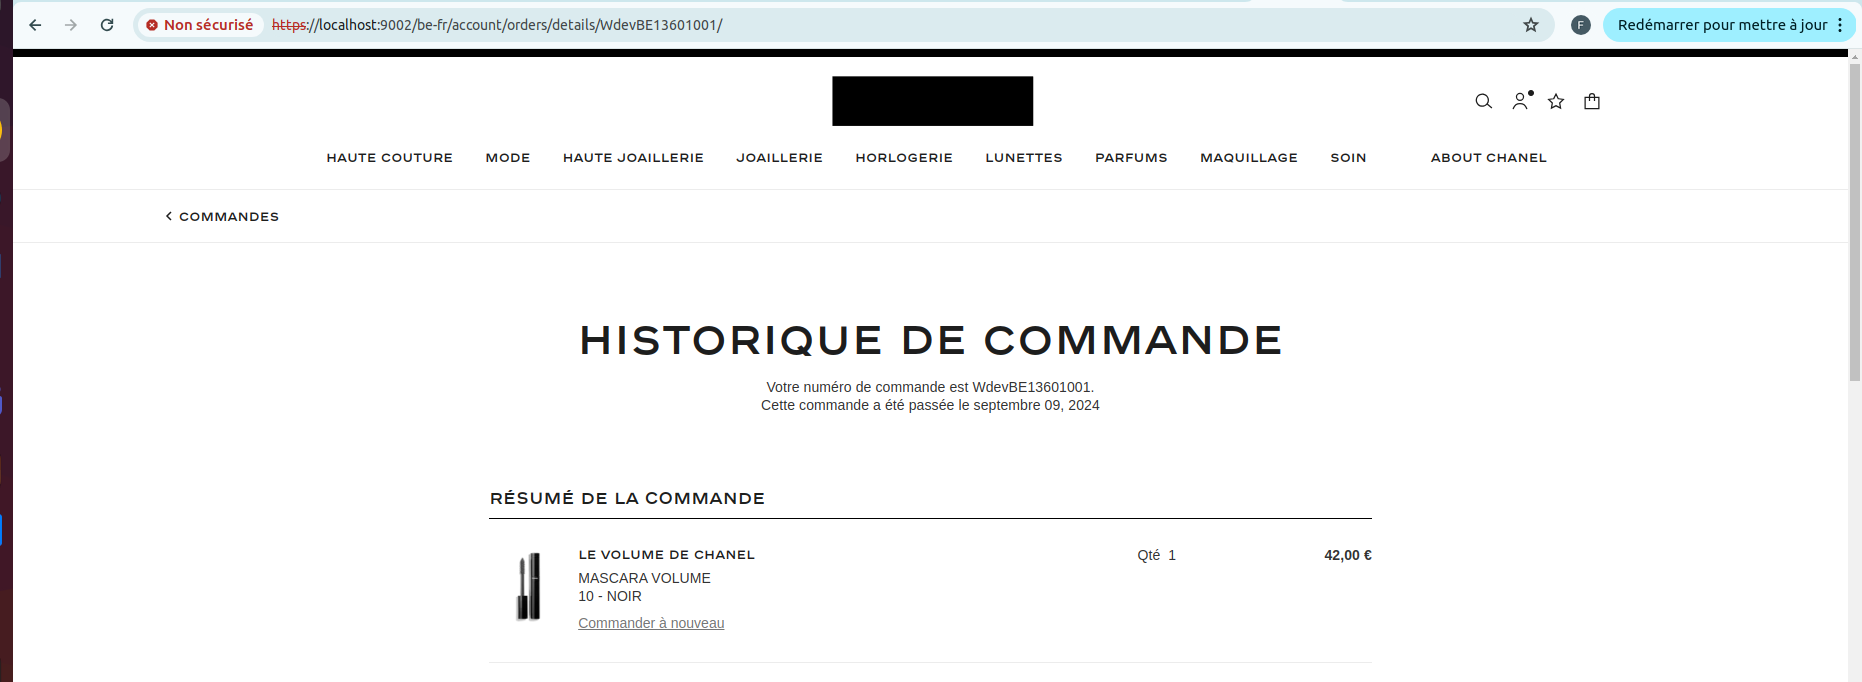 Non sécurisé https://localhost:9002/be-fr/account/orders/details/WdevBE13601001/ F Redémarrer pour mettre à jour
HAUTE COUTURE MODE HAUTE JOAILLERIE JOAILLERIE HORLOGERIE LUNETTES PARFUMS MAQUILLAGE SOIN ABOUT CHANEL
COMMANDES
HISTORIQUE DE COMMANDE
Votre numéro de commande est WdevBE13601001.
Cette commande a été passée le septembre 09, 2024
RÉSUMÉ DE LA COMMANDE
LE VOLUME DE CHANEL Qté 1 42,00 €
MASCARA VOLUME
10 - NOIR
Commander à nouveau